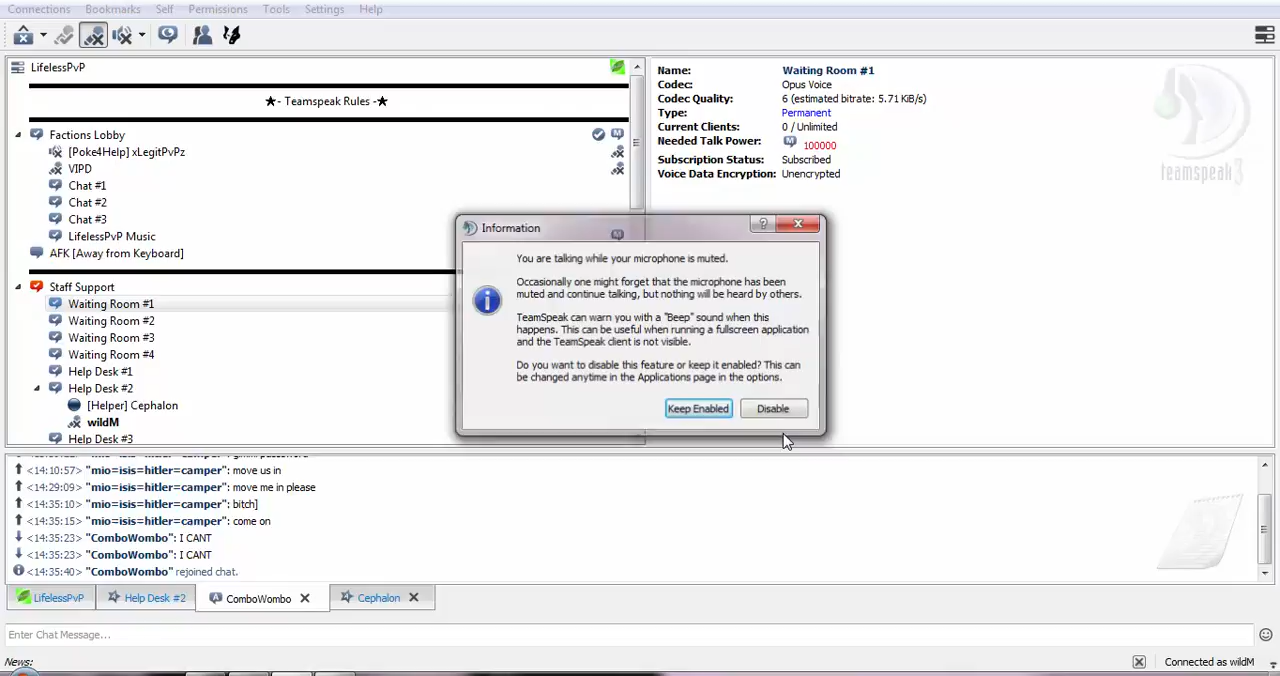 Connections Bookmarks Self Permissions Tools Settings Help
LifelessPvP
★- Teamspeak Rules -★
Factions Lobby
[Poke4Help] xLegitPvPz
VIPD
Chat #1
Chat #2
Chat #3
LifelessPvP Music
AFK [Away from Keyboard]
Staff Support
Waiting Room #1
Waiting Room #2
Waiting Room #3
Waiting Room #4
Help Desk #1
Help Desk #2
[Helper] Cephalon
wildM
Help Desk #3
Name: Waiting Room #1
Codec: Opus Voice
Codec Quality: 6 (estimated bitrate: 5.71 KiB/s)
Type: Permanent
Current Clients: 0 / Unlimited
Needed Talk Power: 100000
Subscription Status: Subscribed
Voice Data Encryption: Unencrypted
teamspeak 3
Information
You are talking while your microphone is muted.
Occasionally one might forget that the microphone has been
muted and continue talking, but nothing will be heard by others.
TeamSpeak can warn you with a "Beep" sound when this
happens. This can be useful when running a fullscreen application
and the TeamSpeak client is not visible.
Do you want to disable this feature or keep it enabled? This can
be changed anytime in the Applications page in the options.
Keep Enabled Disable
<14:10:57> "mio=isis=hitler=camper": move us in
<14:29:09> "mio=isis=hitler=camper": move me in please
<14:35:10> "mio=isis=hitler=camper": bitch]
<14:35:15> "mio=isis=hitler=camper": come on
<14:35:23> "ComboWombo": I CANT
<14:35:23> "ComboWombo": I CANT
<14:35:40> "ComboWombo" rejoined chat.
LifelessPvP Help Desk #2 ComboWombo Cephalon
Enter Chat Message...
News: Connected as wildM